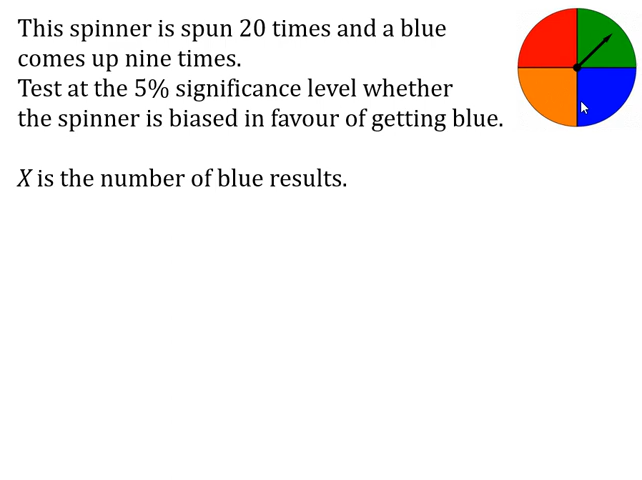 This spinner is spun 20 times and a blue
comes up nine times.
Test at the 5% significance level whether
the spinner is biased in favour of getting blue.
X is the number of blue results.